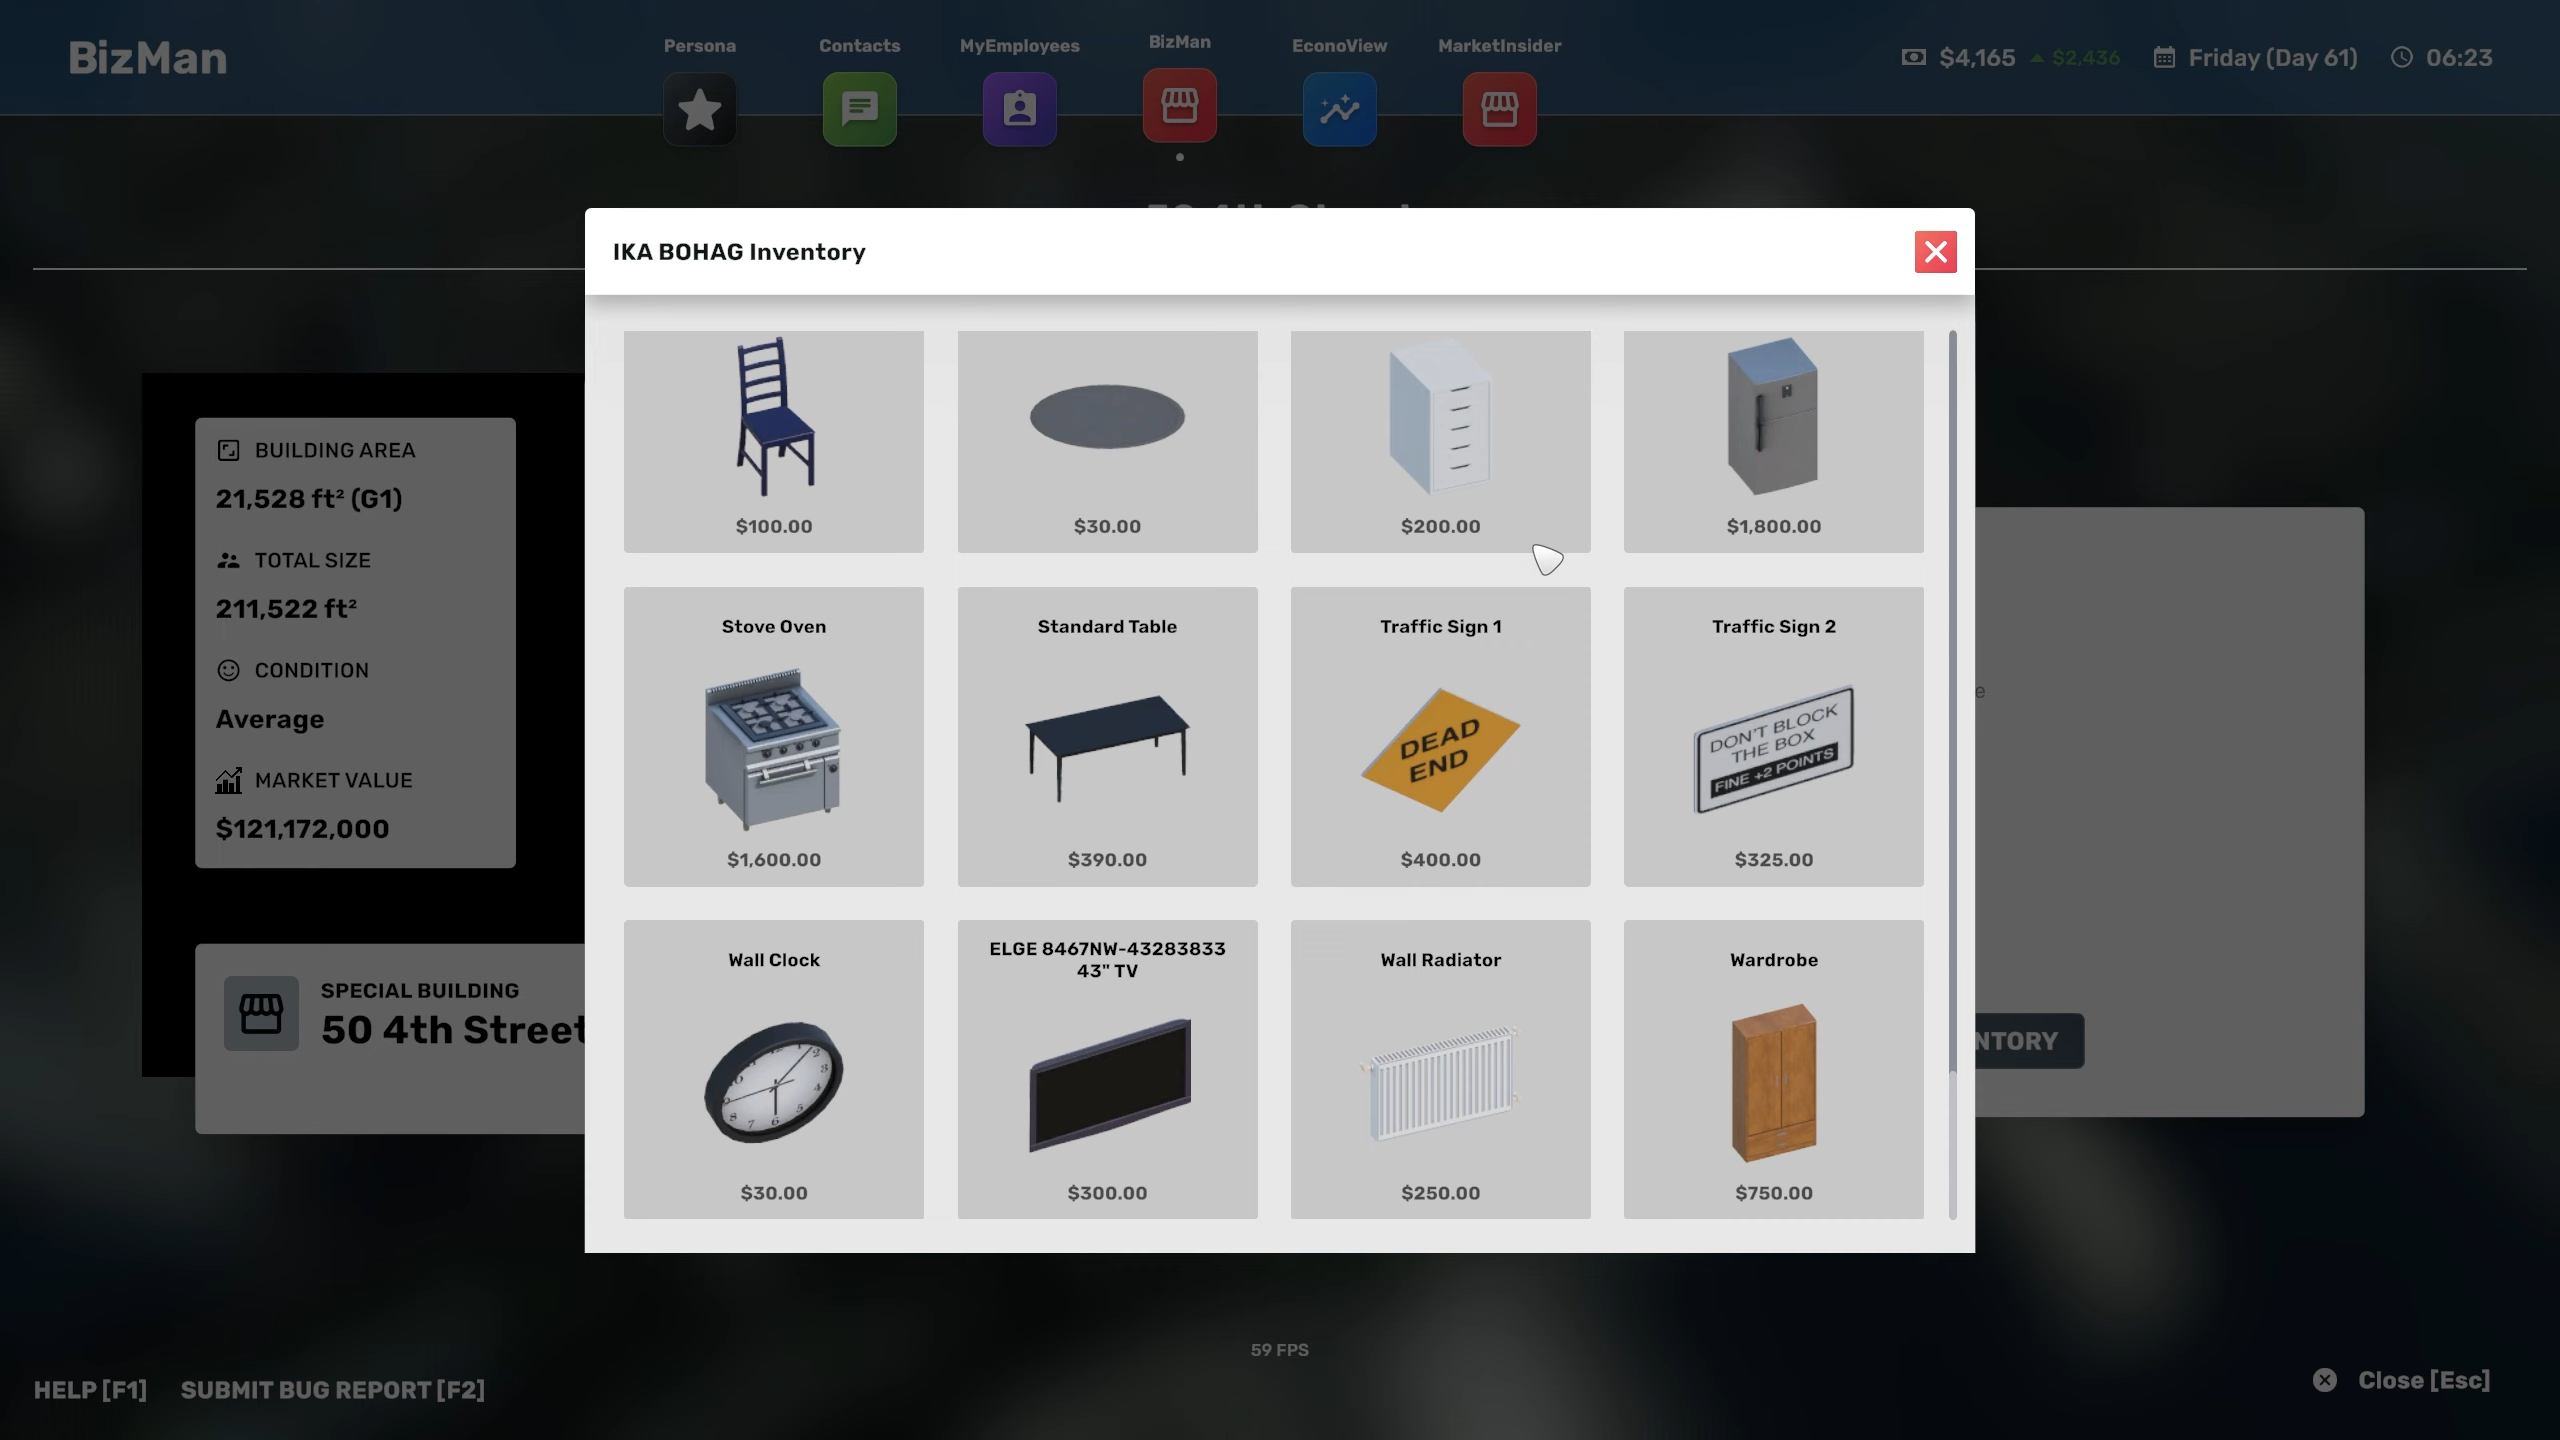 BizMan
Persona
Contacts
MyEmployees
BizMan
EconoView
MarketInsider
$4,165
$2,436
Friday (Day 61)
06:23
IKA BOHAG Inventory
BUILDING AREA
21,528 ft² (G1)
TOTAL SIZE
211,522 ft²
CONDITION
Average
MARKET VALUE
$121,172,000
SPECIAL BUILDING
50 4th Street
$100.00
$30.00
$200.00
$1,800.00
Stove Oven
Standard Table
Traffic Sign 1
Traffic Sign 2
DEAD
END
DON'T BLOCK
THE BOX
FINE +2 POINTS
$1,600.00
$390.00
$400.00
$325.00
Wall Clock
ELGE 8467NW-43283833
43" TV
Wall Radiator
Wardrobe
$30.00
$300.00
$250.00
$750.00
e
NTORY
59 FPS
HELP [F1]
SUBMIT BUG REPORT [F2]
Close [Esc]